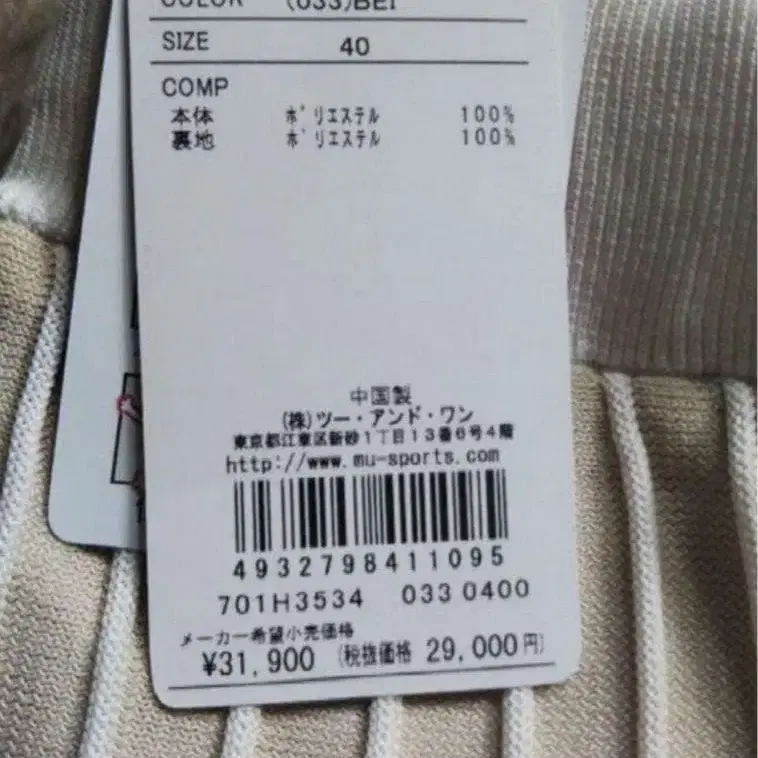 COLOR (033)BEI
SIZE 40
COMP
本体 ポリエステル 100%
裏地 ポリエステル 100%
中国製
(株)ツー・アンド・ワン
東京都江東区新砂1丁目13番6号4階
http://www.mu-sports.com
4932798411095
701H3534 033 0400
メーカー希望小売価格
¥31,900 (税抜価格 29,000円)